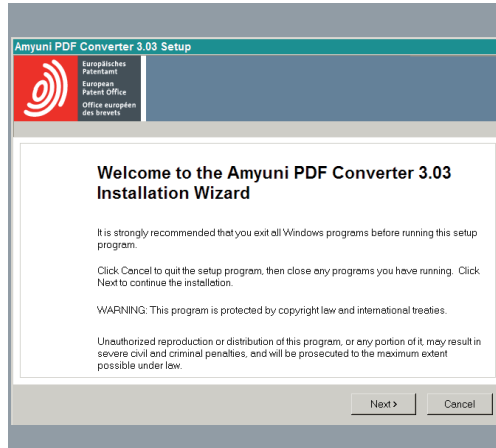 Amyuni PDF Converter 3.03 Setup
Europäisches
Patentamt
European
Patent Office
Office européen
des brevets
Welcome to the Amyuni PDF Converter 3.03
Installation Wizard
It is strongly recommended that you exit all Windows programs before running this setup
program.
Click Cancel to quit the setup program, then close any programs you have running. Click
Next to continue the installation.
WARNING: This program is protected by copyright law and international treaties.
Unauthorized reproduction or distribution of this program, or any portion of it, may result in
severe civil and criminal penalties, and will be prosecuted to the maximum extent
possible under law.
Next >
Cancel